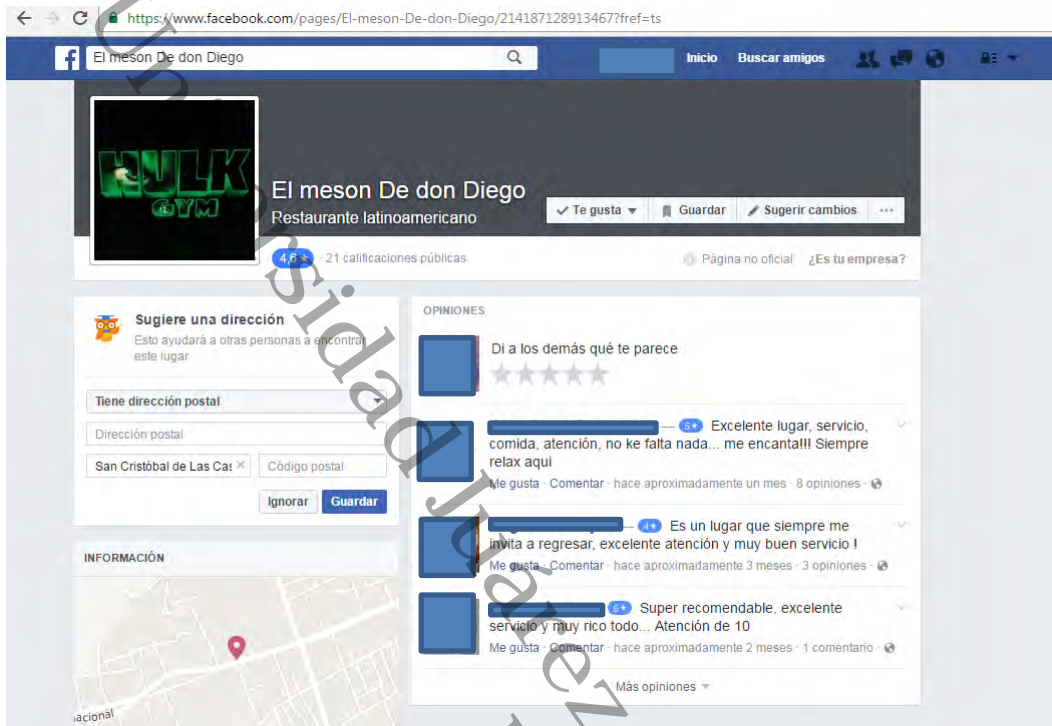 https://www.facebook.com/pages/El-meson-De-don-Diego/214187128913467?fref=ts
El meson De don Diego
Inicio Buscar amigos
HULK
GYM
El meson De don Diego
Restaurante latinoamericano
Te gusta Guardar Sugerir cambios ...
4,6 ★ · 21 calificaciones públicas
Página no oficial ¿Es tu empresa?
Sugiere una dirección
Esto ayudará a otras personas a encontrar
este lugar
Tiene dirección postal
Dirección postal
San Cristóbal de Las Cas × Código postal
Ignorar Guardar
INFORMACIÓN
nacional
OPINIONES
Di a los demás qué te parece
— 5★ Excelente lugar, servicio,
comida, atención, no ke falta nada... me encanta!!! Siempre
relax aqui
Me gusta · Comentar · hace aproximadamente un mes · 8 opiniones ·
— 4★ Es un lugar que siempre me
invita a regresar, excelente atención y muy buen servicio !
Me gusta · Comentar · hace aproximadamente 3 meses · 3 opiniones ·
5★ Super recomendable, excelente
servicio y muy rico todo... Atención de 10
Me gusta · Comentar · hace aproximadamente 2 meses · 1 comentario ·
Más opiniones
Universidad Juárez